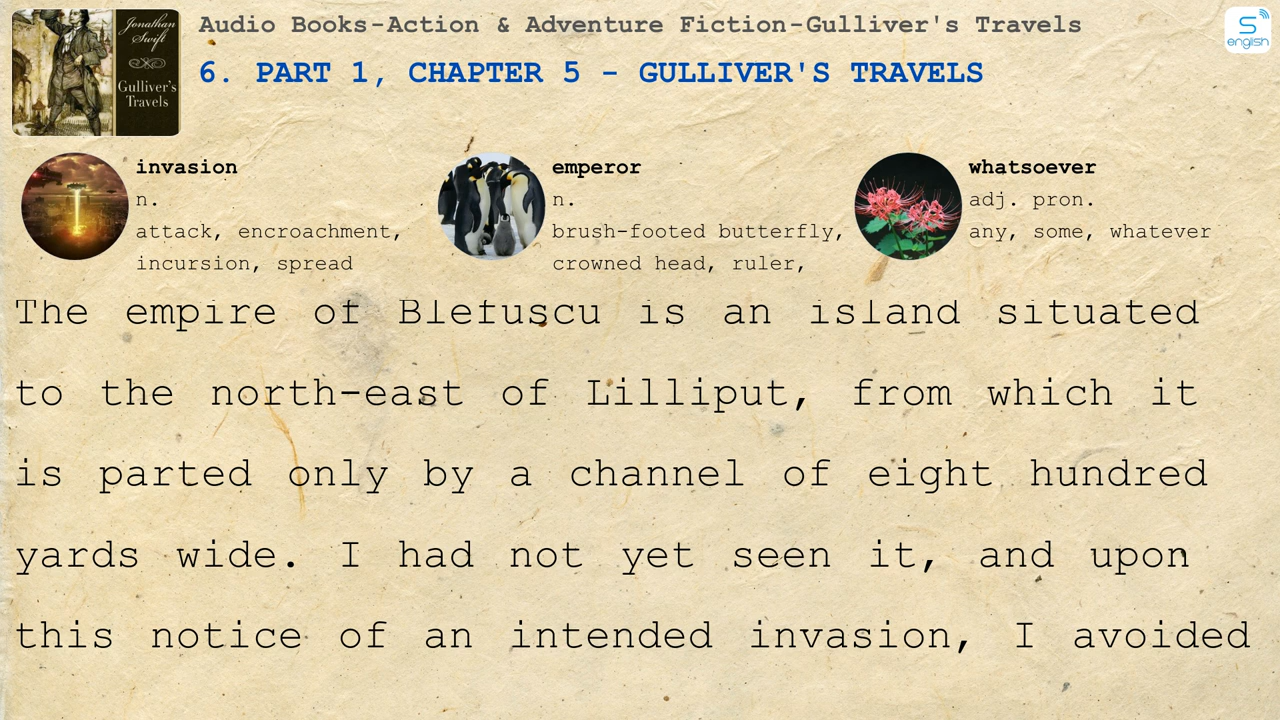 Jonathan
Swift
Gulliver's
Travels
Audio Books-Action & Adventure Fiction-Gulliver's Travels
6. PART 1, CHAPTER 5 - GULLIVER'S TRAVELS
S
english
invasion
n.
attack, encroachment,
incursion, spread
emperor
n.
brush-footed butterfly,
crowned head, ruler,
whatsoever
adj. pron.
any, some, whatever
The empire of Blefuscu is an island situated
to the north-east of Lilliput, from which it
is parted only by a channel of eight hundred
yards wide. I had not yet seen it, and upon
this notice of an intended invasion, I avoided